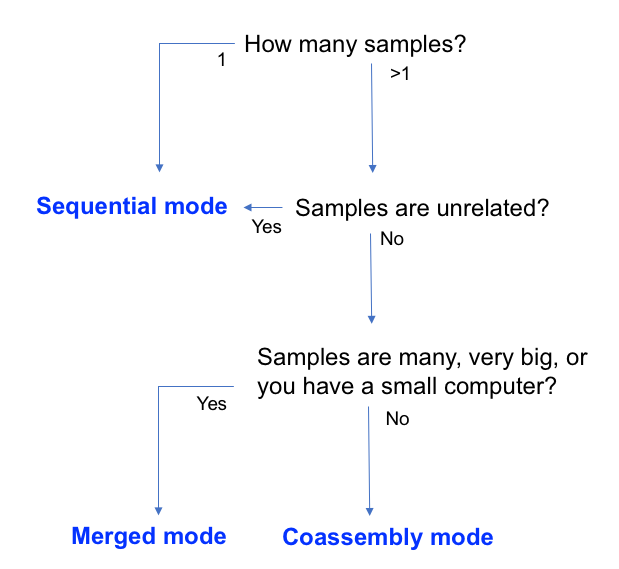 How many samples?
1
>1
Sequential mode
Samples are unrelated?
Yes
No
Samples are many, very big, or
you have a small computer?
Yes
No
Merged mode
Coassembly mode